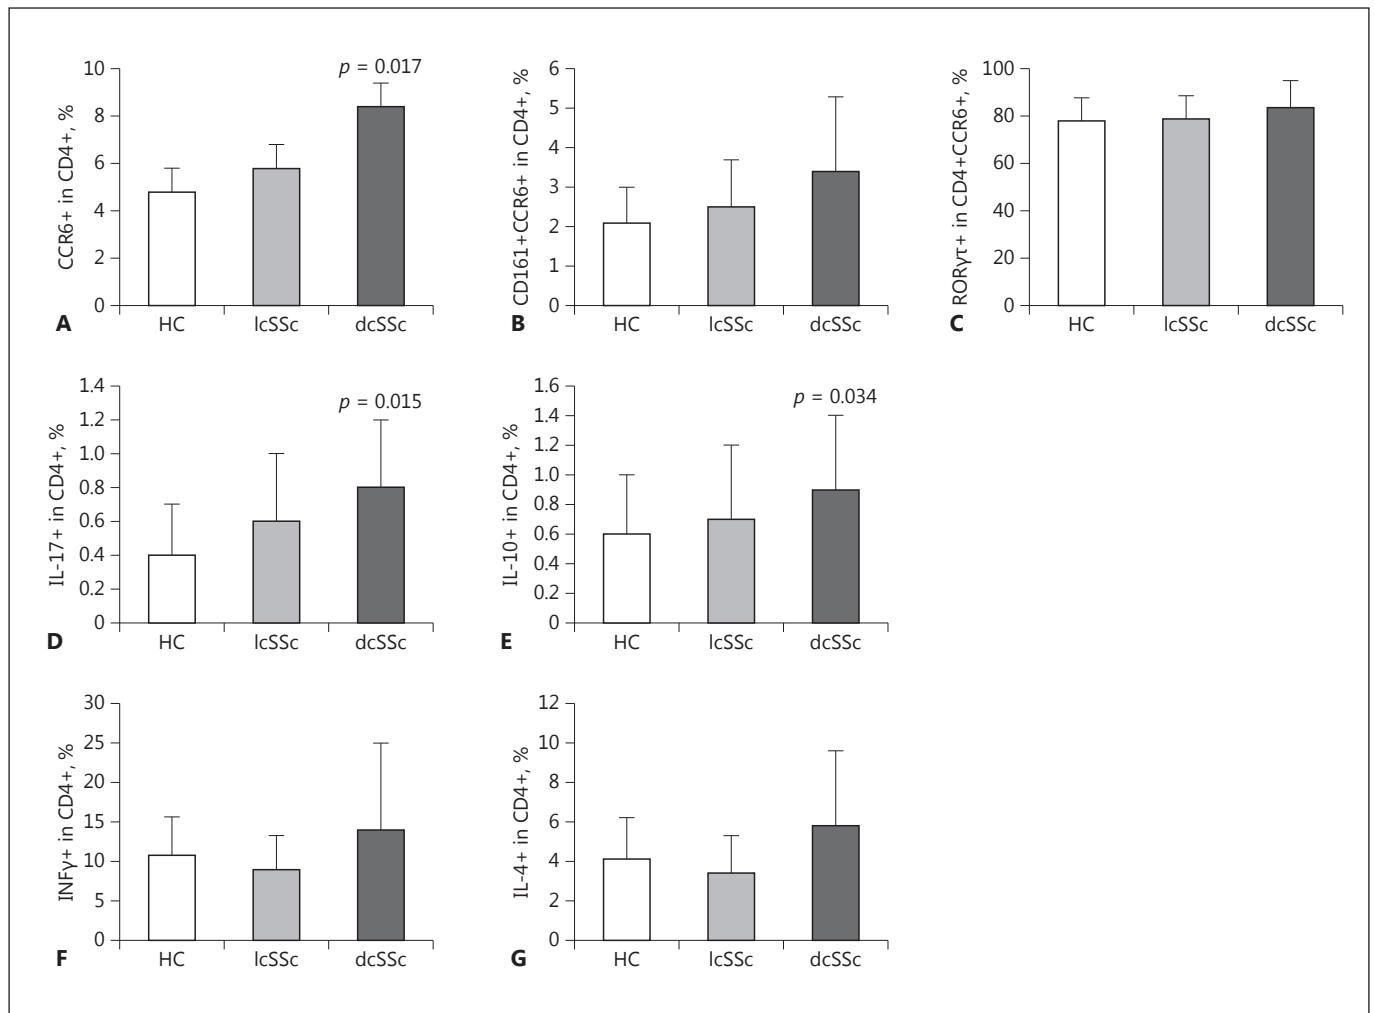 CCR6+ in CD4+, %
10
8
6
4
2
0
p = 0.017
HC
lcSSc
dcSSc
A
CD161+CCR6+ in CD4+, %
6
5
4
3
2
1
0
HC
lcSSc
dcSSc
B
RORγτ+ in CD4+CCR6+, %
100
80
60
40
20
0
HC
lcSSc
dcSSc
C
IL-17+ in CD4+, %
1.4
1.2
1.0
0.8
0.6
0.4
0.2
0
p = 0.015
HC
lcSSc
dcSSc
D
IL-10+ in CD4+, %
1.6
1.4
1.2
1.0
0.8
0.6
0.4
0.2
0
p = 0.034
HC
lcSSc
dcSSc
E
INFγ+ in CD4+, %
30
25
20
15
10
5
0
HC
lcSSc
dcSSc
F
IL-4+ in CD4+, %
12
10
8
6
4
2
0
HC
lcSSc
dcSSc
G